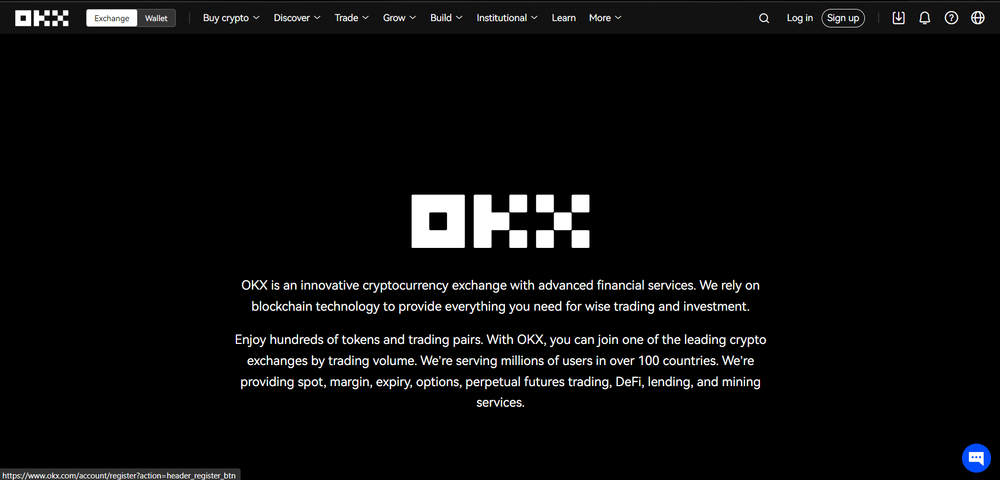 OKX Exchange Wallet Buy crypto Discover Trade Grow Build Institutional Learn More Log in Sign up
OKX
OKX is an innovative cryptocurrency exchange with advanced financial services. We rely on
blockchain technology to provide everything you need for wise trading and investment.
Enjoy hundreds of tokens and trading pairs. With OKX, you can join one of the leading crypto
exchanges by trading volume. We’re serving millions of users in over 100 countries. We’re
providing spot, margin, expiry, options, perpetual futures trading, DeFi, lending, and mining
services.
https://www.okx.com/account/register?action=header_register_btn